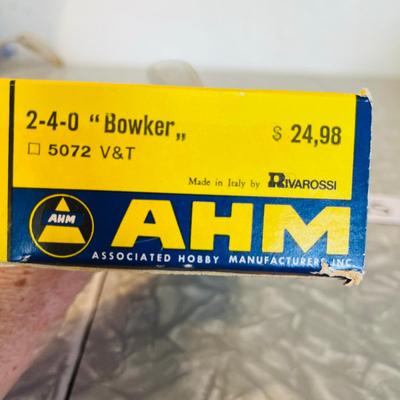 2-4-0 “Bowker„ $ 24,98
☐ 5072 V&T
Made in Italy by RIVAROSSI
AHM AHM
ASSOCIATED HOBBY MANUFACTURERS, INC.